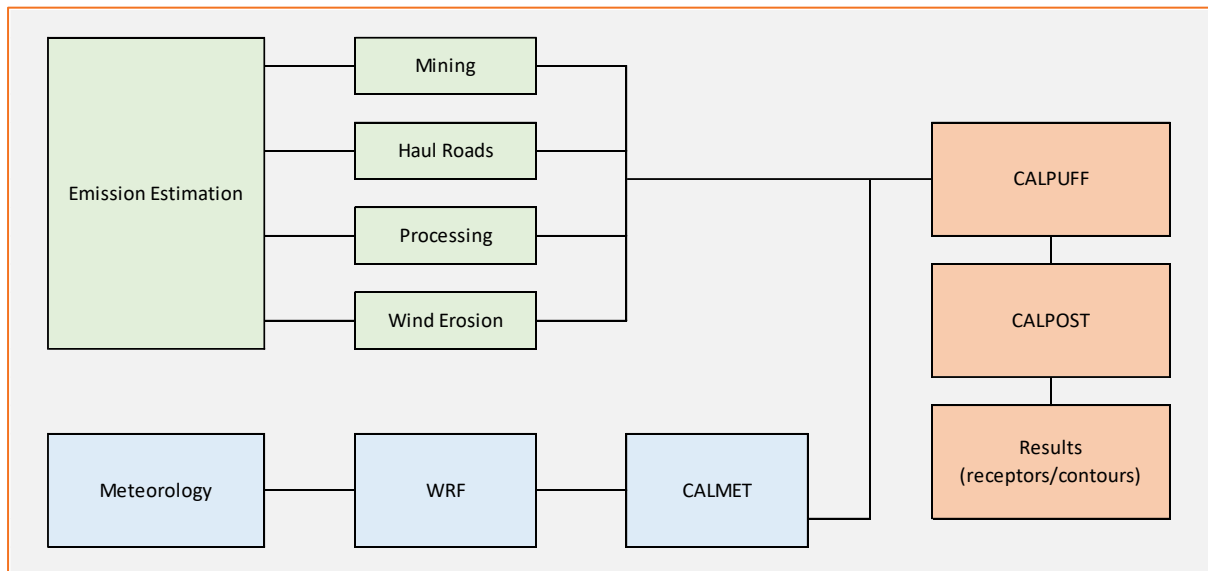 Emission Estimation
Mining
Haul Roads
Processing
Wind Erosion
Meteorology
WRF
CALMET
CALPUFF
CALPOST
Results
(receptors/contours)